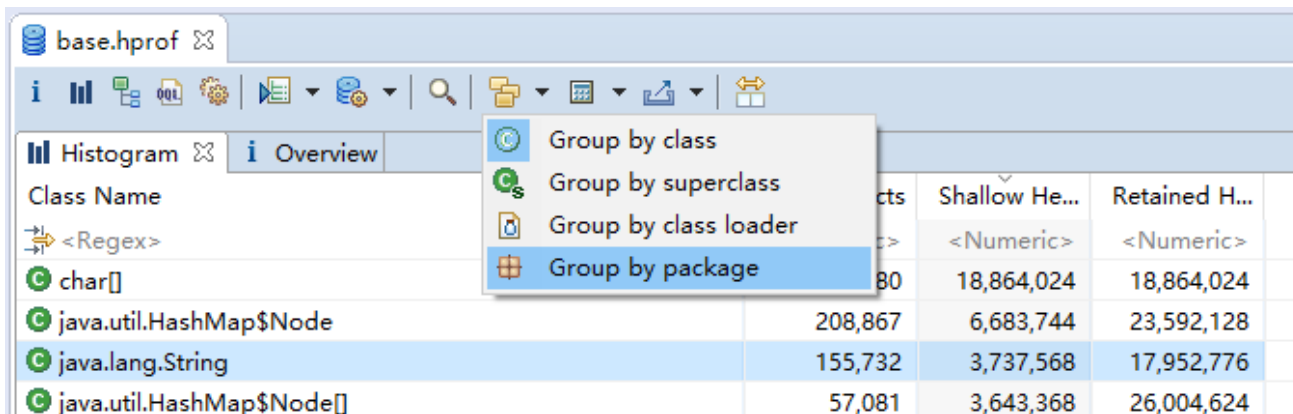 base.hprof
i OQL
Histogram i Overview
Group by class
Group by superclass
Group by class loader
Group by package
Class Name cts Shallow He... Retained H...
<Regex> c> <Numeric> <Numeric>
char[] 80 18,864,024 18,864,024
java.util.HashMap$Node 208,867 6,683,744 23,592,128
java.lang.String 155,732 3,737,568 17,952,776
java.util.HashMap$Node[] 57,081 3,643,368 26,004,624